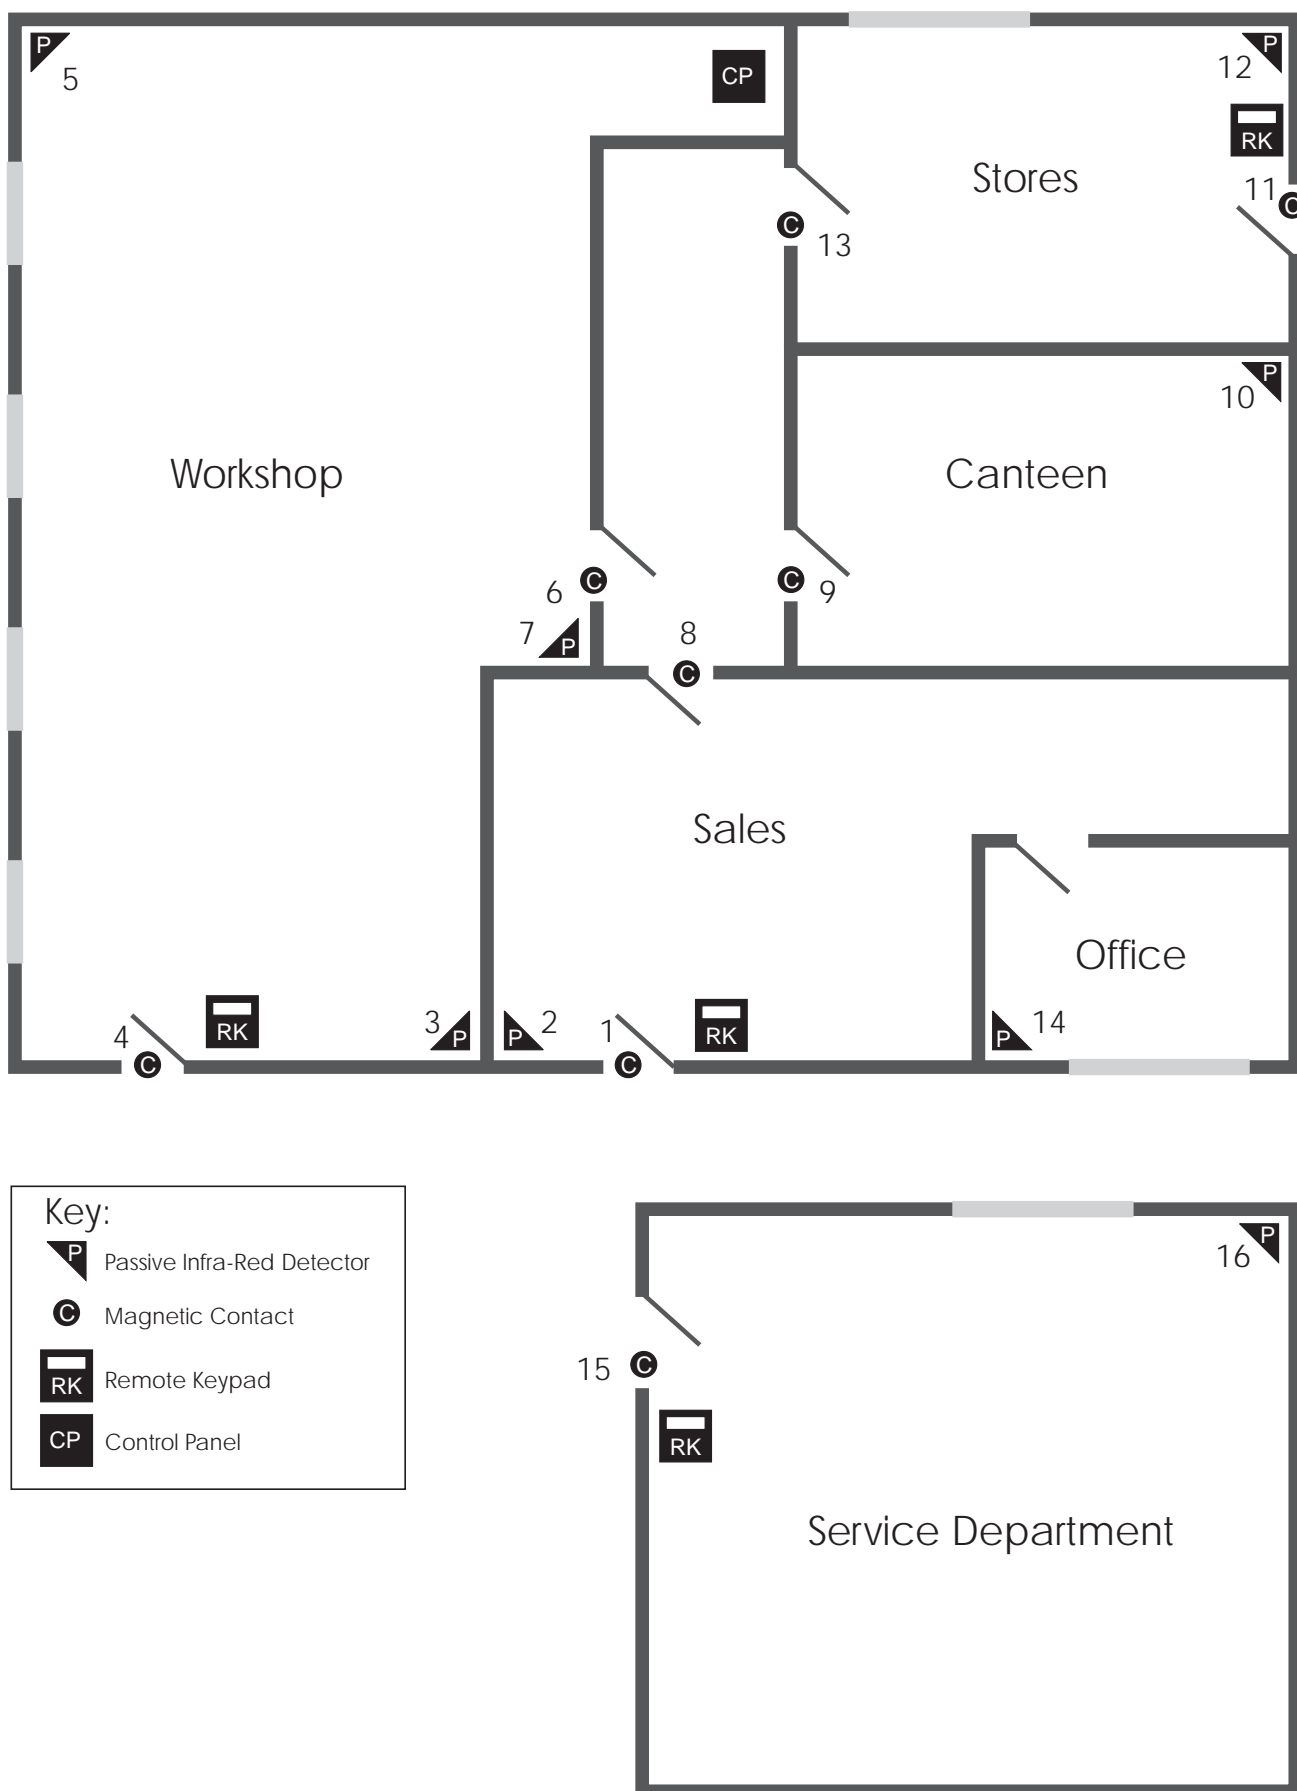 P
5
CP
P
12
RK
Stores
11
C
C
13
P
10
Workshop
Canteen
6
C
C
9
7
P
8
C
Sales
Office
4
C
RK
3
P
P
2
1
C
RK
P
14
Key:
P
Passive Infra-Red Detector
C
Magnetic Contact
RK
Remote Keypad
CP
Control Panel
P
16
15
C
RK
Service Department